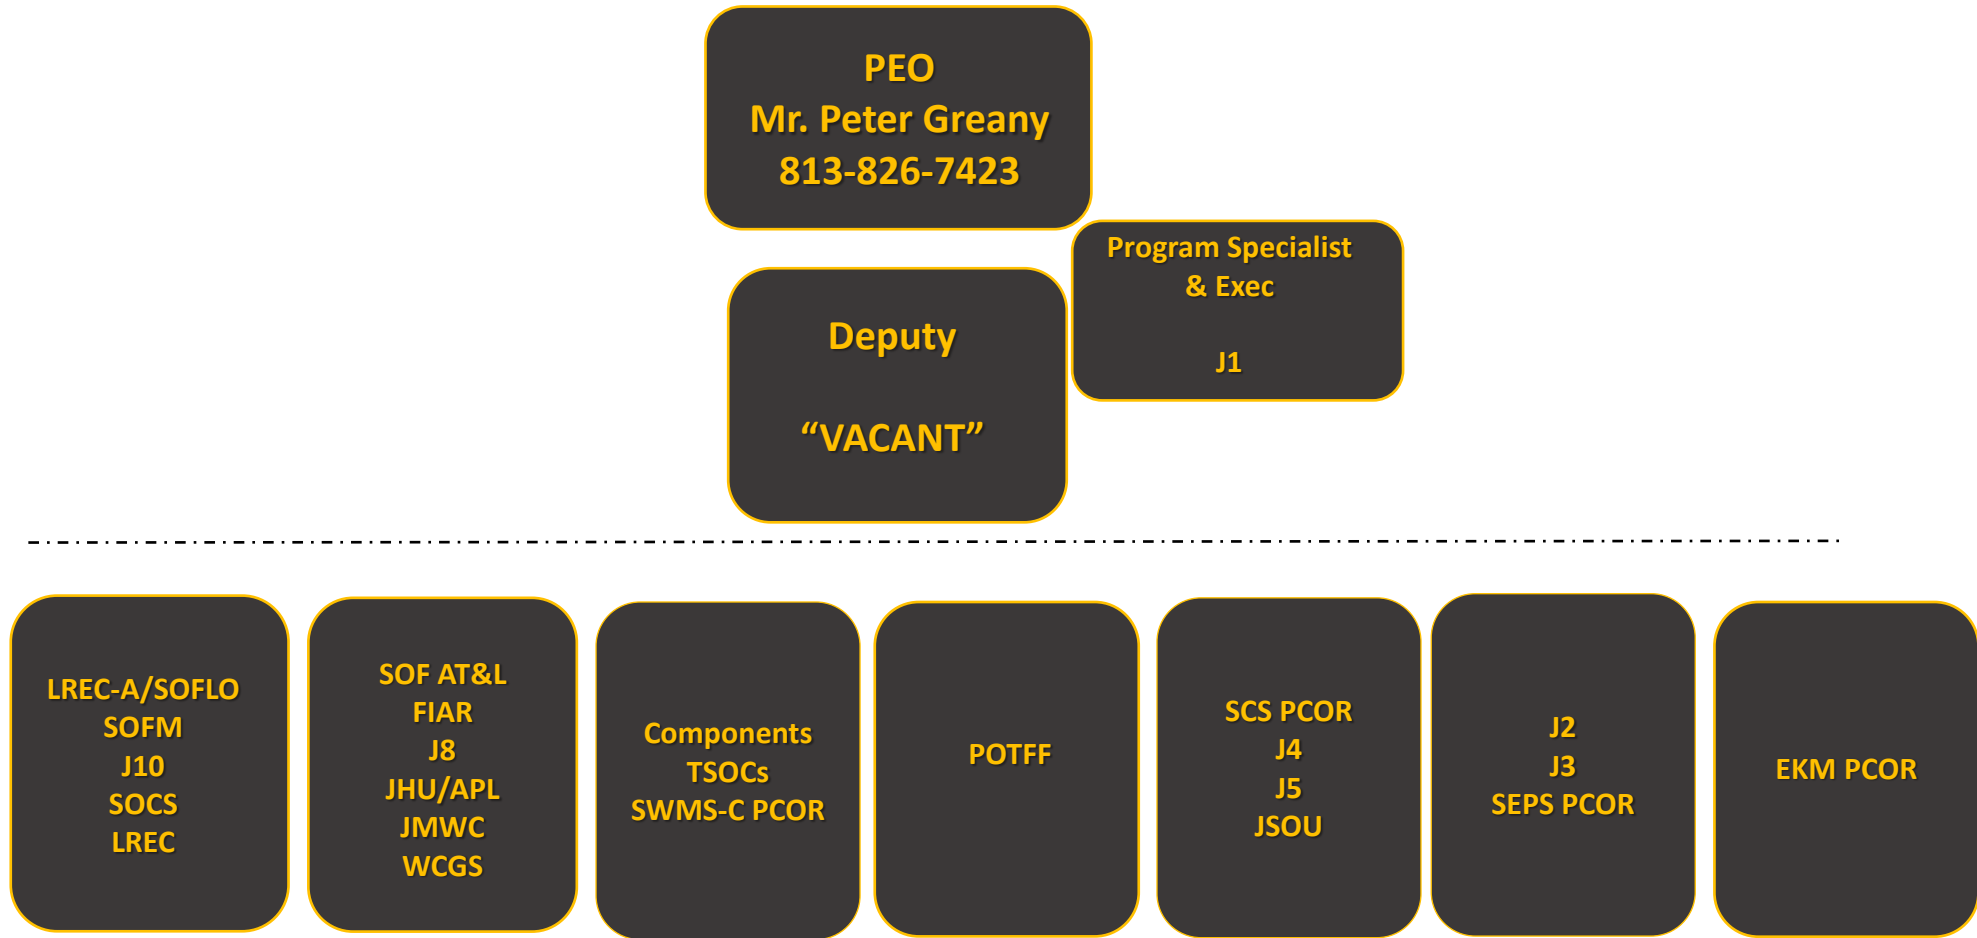 PEO
Mr. Peter Greany
813-826-7423
Program Specialist
& Exec
J1
Deputy
“VACANT”
LREC-A/SOFLO
SOFM
J10
SOCS
LREC
SOF AT&L
FIAR
J8
JHU/APL
JMWC
WCGS
Components
TSOCs
SWMS-C PCOR
POTFF
SCS PCOR
J4
J5
JSOU
J2
J3
SEPS PCOR
EKM PCOR